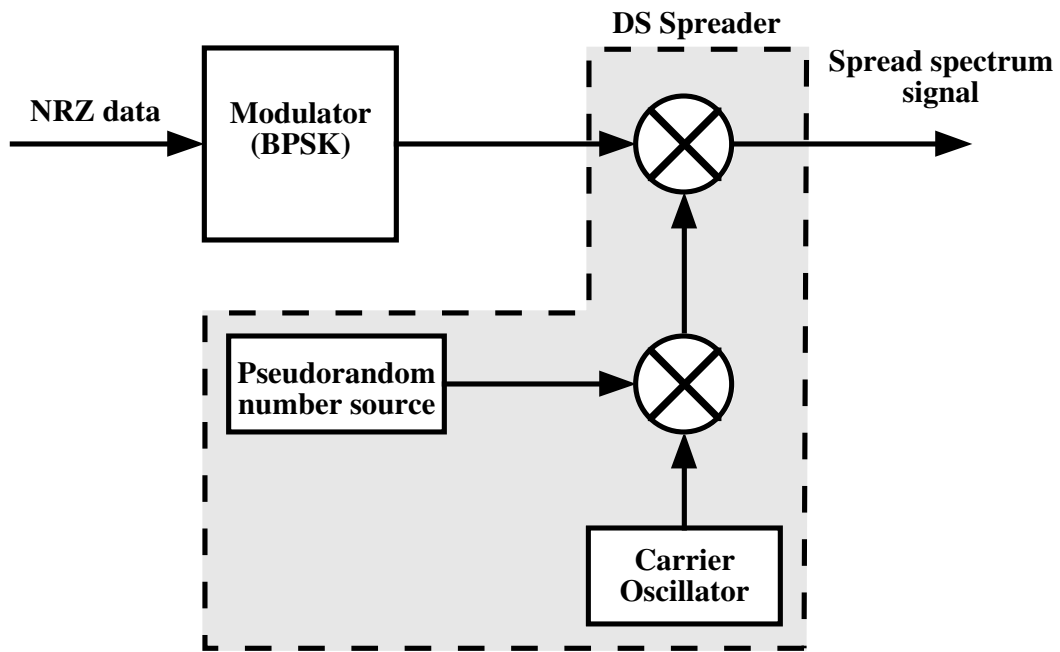 DS Spreader
Spread spectrum
signal
NRZ data
Modulator
(BPSK)
Pseudorandom
number source
Carrier
Oscillator